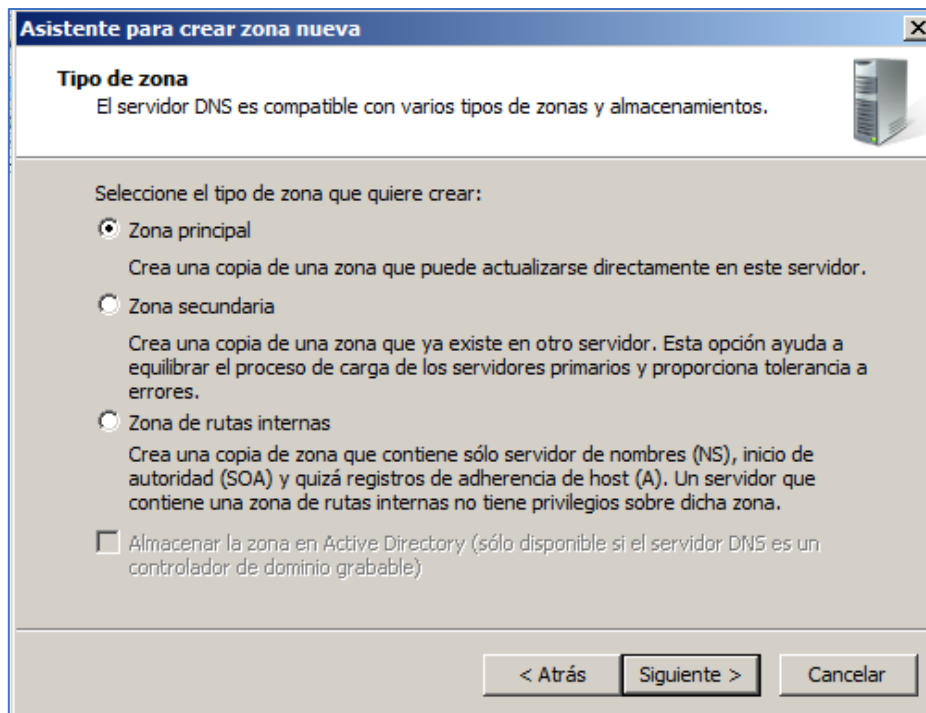 Asistente para crear zona nueva
Tipo de zona
El servidor DNS es compatible con varios tipos de zonas y almacenamientos.
Seleccione el tipo de zona que quiere crear:
Zona principal
Crea una copia de una zona que puede actualizarse directamente en este servidor.
Zona secundaria
Crea una copia de una zona que ya existe en otro servidor. Esta opción ayuda a
equilibrar el proceso de carga de los servidores primarios y proporciona tolerancia a
errores.
Zona de rutas internas
Crea una copia de zona que contiene sólo servidor de nombres (NS), inicio de
autoridad (SOA) y quizá registros de adherencia de host (A). Un servidor que
contiene una zona de rutas internas no tiene privilegios sobre dicha zona.
Almacenar la zona en Active Directory (sólo disponible si el servidor DNS es un
controlador de dominio grabable)
< Atrás Siguiente > Cancelar